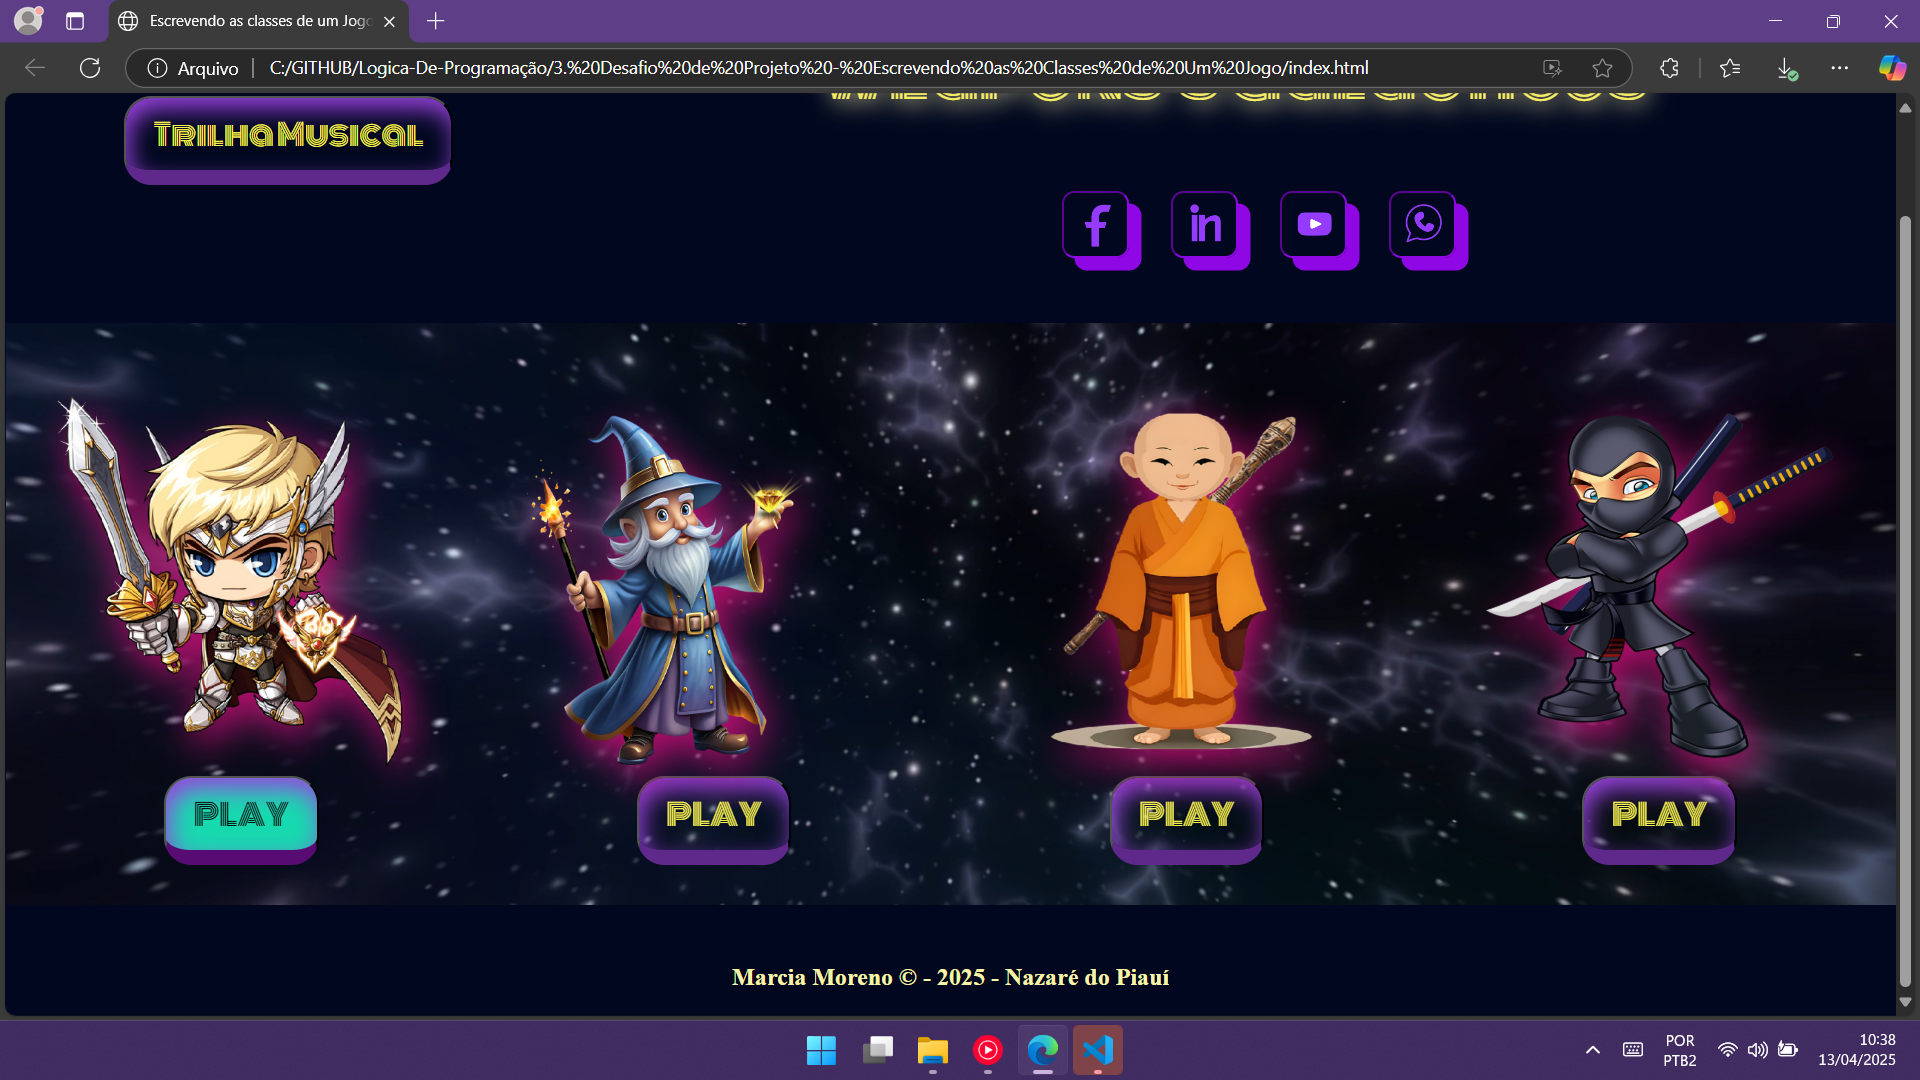 Escrevendo as classes de um Jogo
Arquivo
C:/GITHUB/Logica-De-Programação/3.%20Desafio%20de%20Projeto%20-%20Escrevendo%20as%20Classes%20de%20Um%20Jogo/index.html
Trilha Musical
f in
PLAY PLAY PLAY PLAY
Marcia Moreno © - 2025 - Nazaré do Piauí
POR
PTB2
10:38
13/04/2025